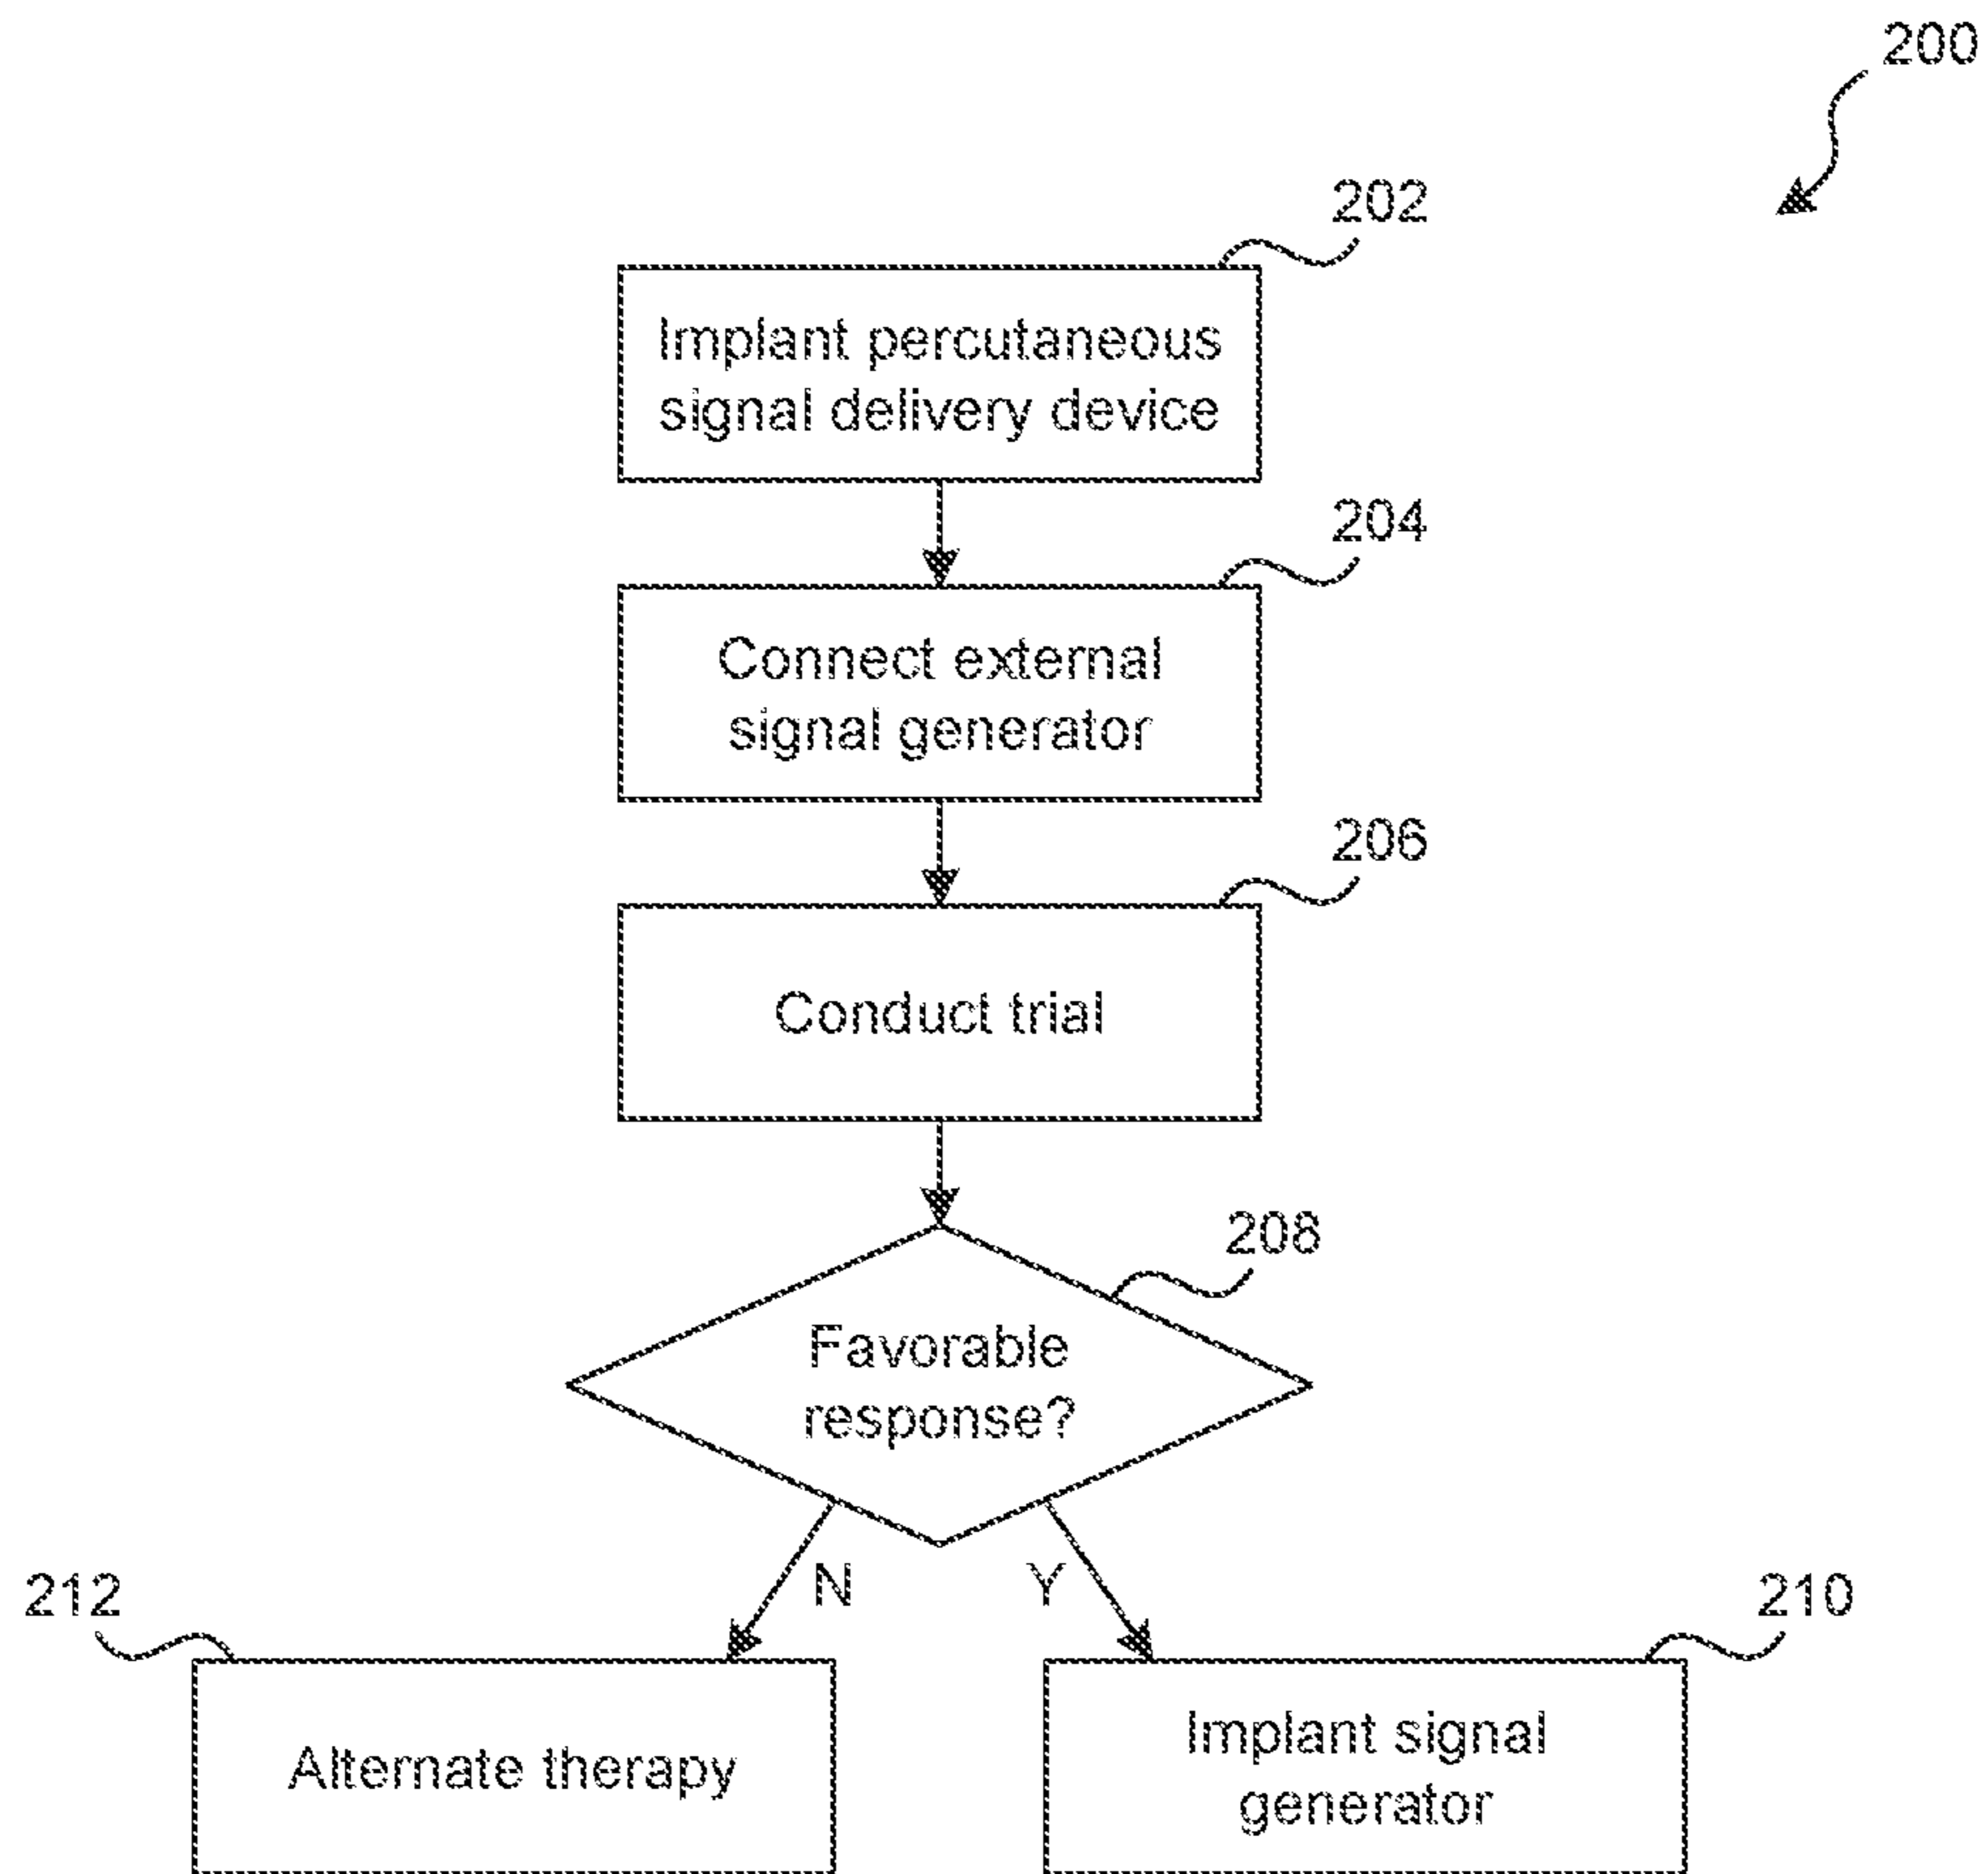 200
202
Implant percutaneous
signal delivery device
204
Connect external
signal generator
206
Conduct trial
208
Favorable
response?
N
Y
212
210
Alternate therapy
Implant signal
generator